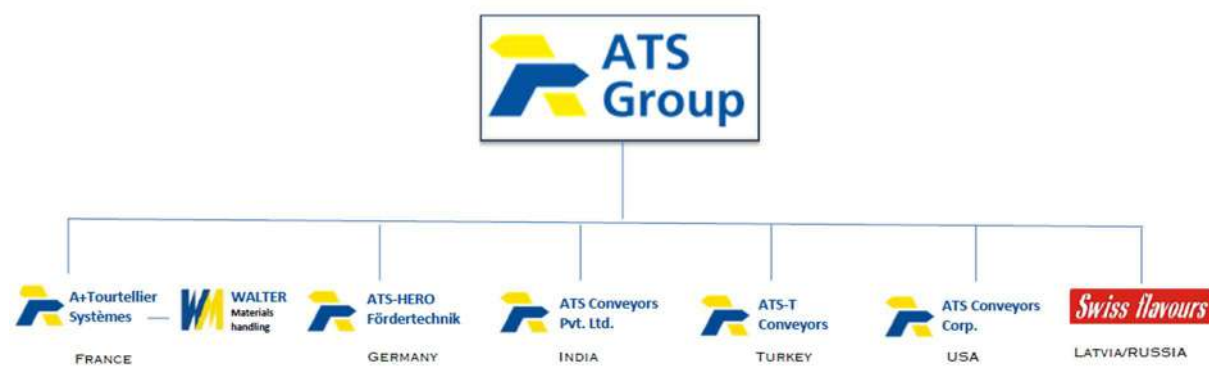 ATS
Group
A+Tourtellier
Systèmes
WM
WALTER
Materials
handling
FRANCE
ATS-HERO
Fördertechnik
GERMANY
ATS Conveyors
Pvt. Ltd.
INDIA
ATS-T
Conveyors
TURKEY
ATS Conveyors
Corp.
USA
Swiss flavours
LATVIA/RUSSIA